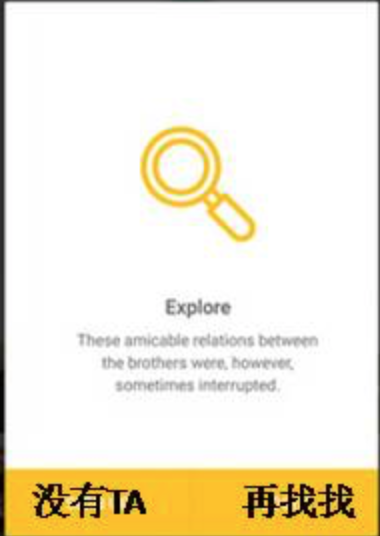 Explore
These amicable relations between
the brothers were, however,
sometimes interrupted.
没有TA 再找找